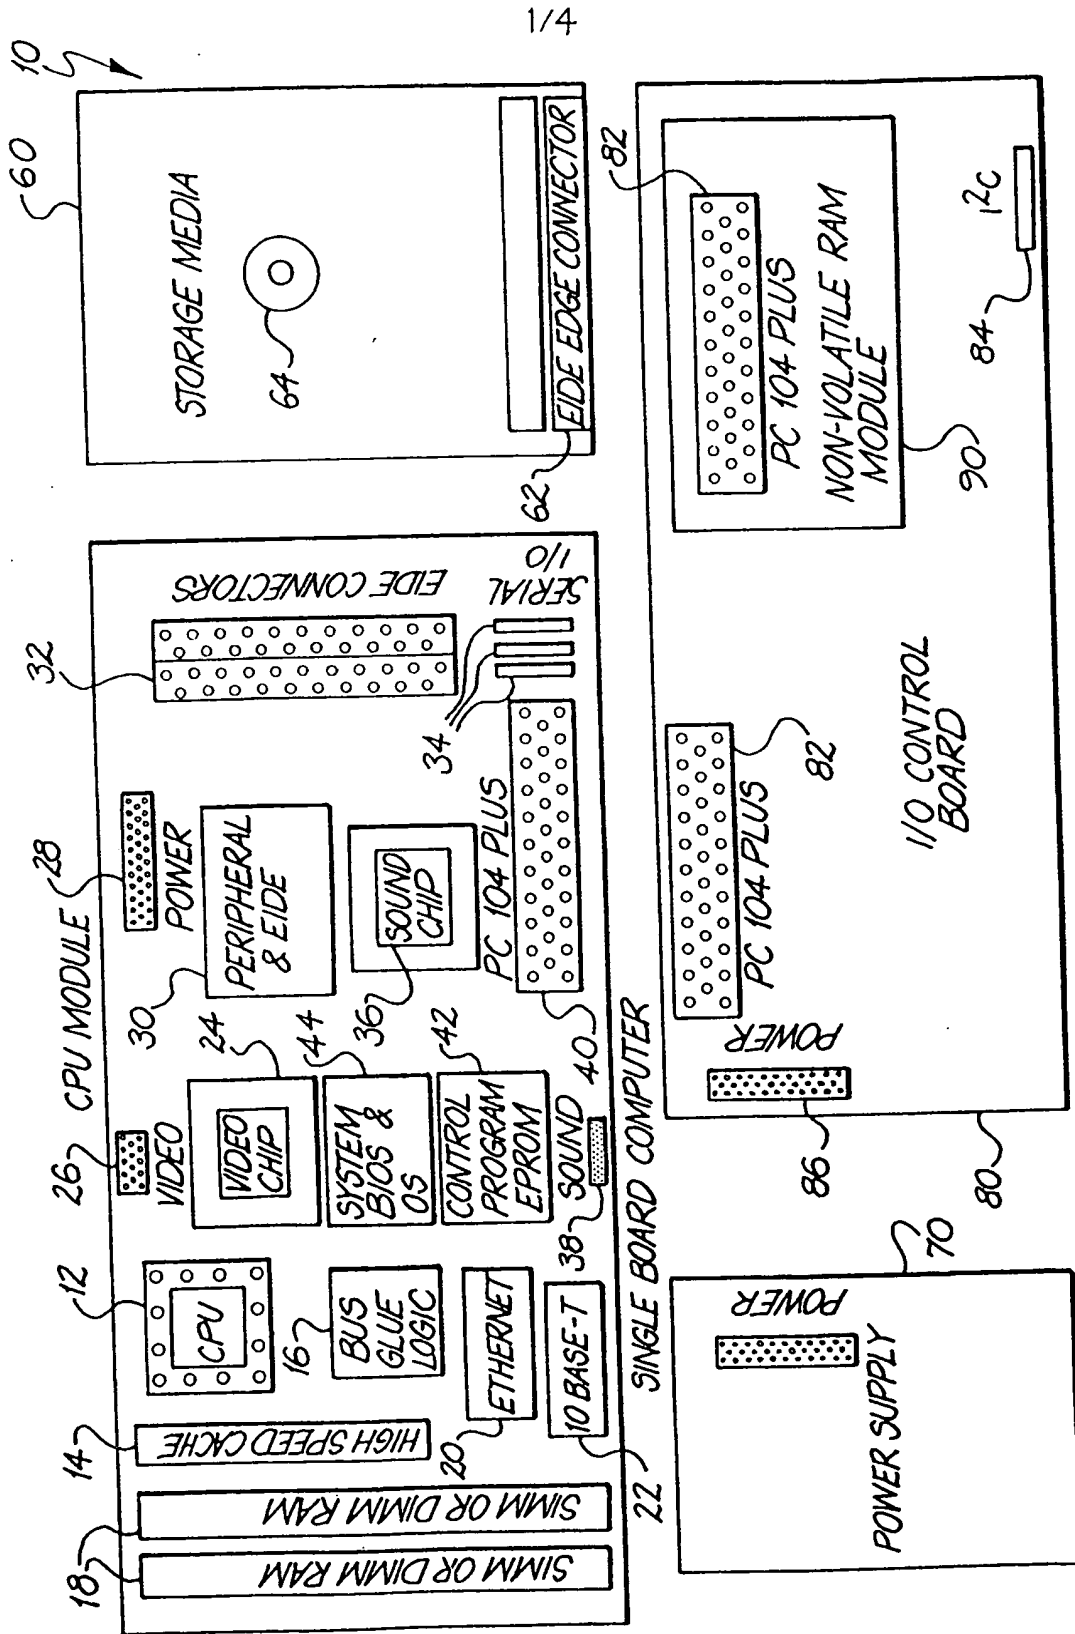 1/4
10
60
STORAGE MEDIA
64
EIDE EDGE CONNECTOR
62
CPU MODULE
18
SIMM OR DIMM RAM
SIMM OR DIMM RAM
14
HIGH SPEED CACHE
12
CPU
16
BUS
GLUE
LOGIC
20
ETHERNET
22
10 BASE-T
26
VIDEO
24
VIDEO
CHIP
44
SYSTEM
BIOS &
OS
42
CONTROL
PROGRAM
EPROM
38
SOUND
28
POWER
30
PERIPHERAL
& EIDE
36
SOUND
CHIP
PC 104 PLUS
40
32
EIDE CONNECTORS
34
SERIAL
I/O
SINGLE BOARD COMPUTER
70
POWER
POWER SUPPLY
80
86
POWER
PC 104 PLUS
82
I/O CONTROL
BOARD
82
PC 104 PLUS
NON-VOLATILE RAM
MODULE
90
84
I2C